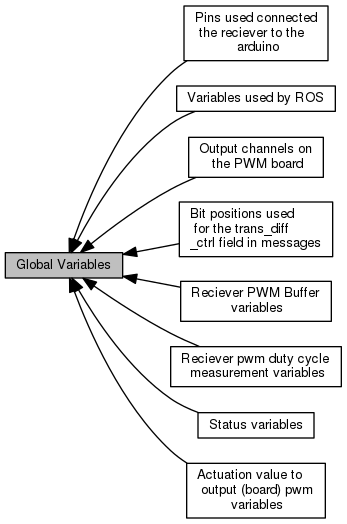 Pins used connected
the reciever to the
arduino
Variables used by ROS
Output channels on
the PWM board
Bit positions used
for the trans_diff
_ctrl field in messages
Global Variables
Reciever PWM Buffer
variables
Reciever pwm duty cycle
measurement variables
Status variables
Actuation value to
output (board) pwm
variables